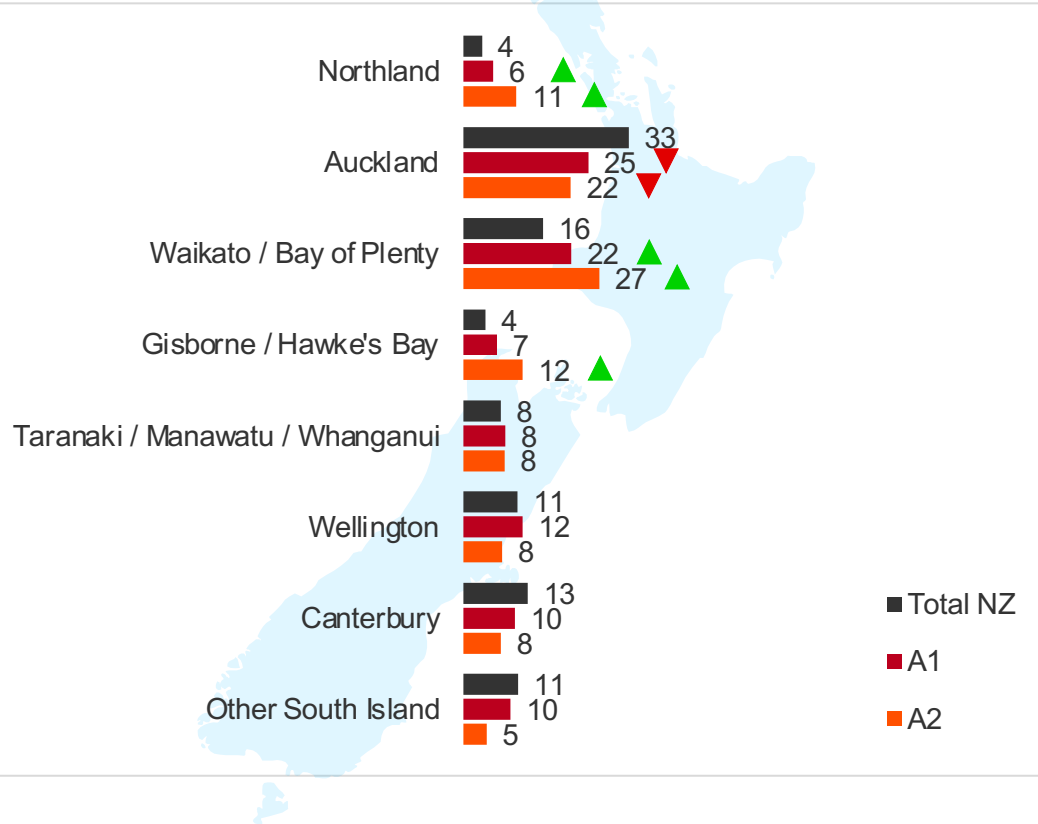 Northland
4
6
11
Auckland
33
25
22
Waikato / Bay of Plenty
16
22
27
Gisborne / Hawke's Bay
4
7
12
Taranaki / Manawatu / Whanganui
8
8
8
Wellington
11
12
8
Canterbury
13
10
8
Other South Island
11
10
5
Total NZ
A1
A2